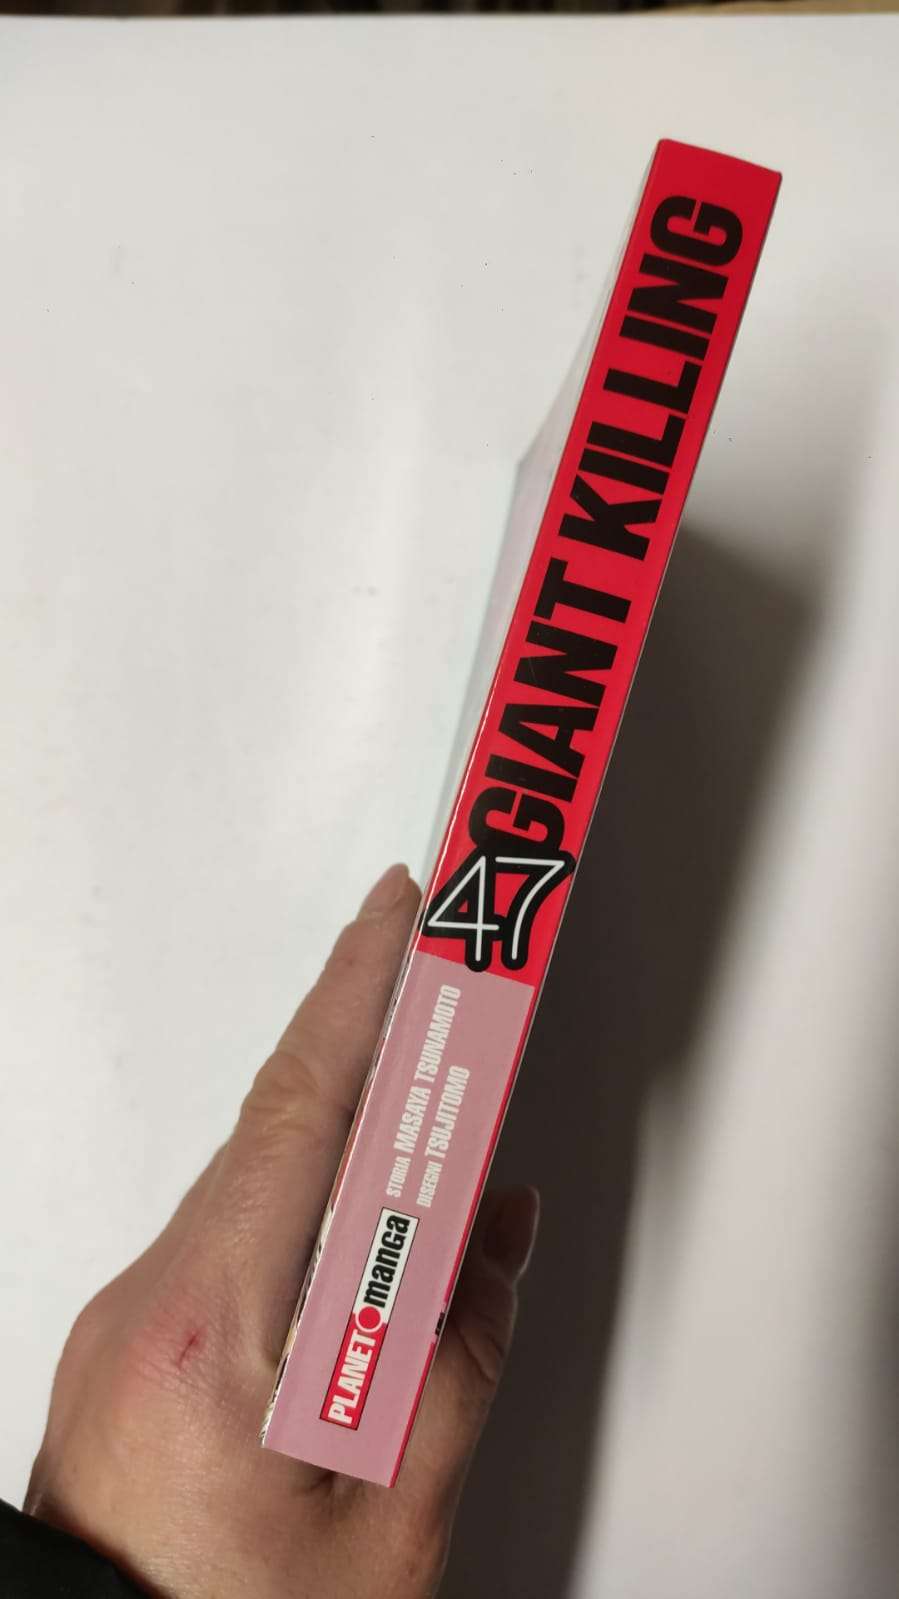 GIANT KILLING
47
STORIA MASAYA TSUNAMOTO
DISEGNI TSUJITOMO
PLANET manga